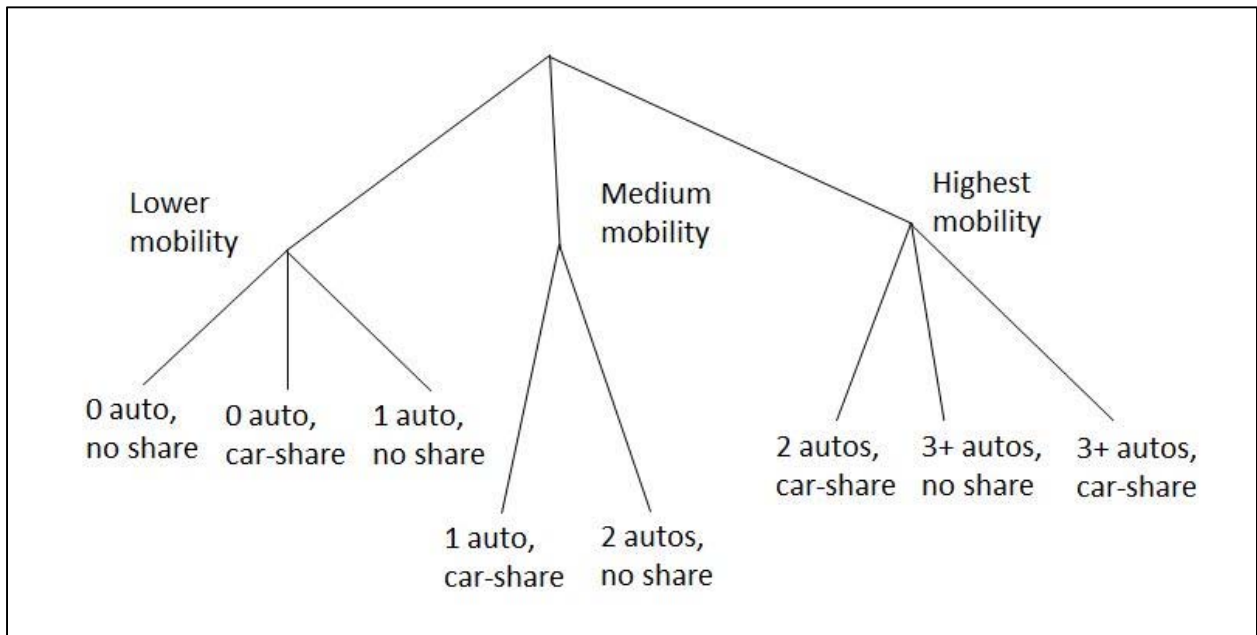 Lower
mobility
Medium
mobility
Highest
mobility
0 auto,
no share
0 auto,
car-share
1 auto,
no share
1 auto,
car-share
2 autos,
no share
2 autos,
car-share
3+ autos,
no share
3+ autos,
car-share